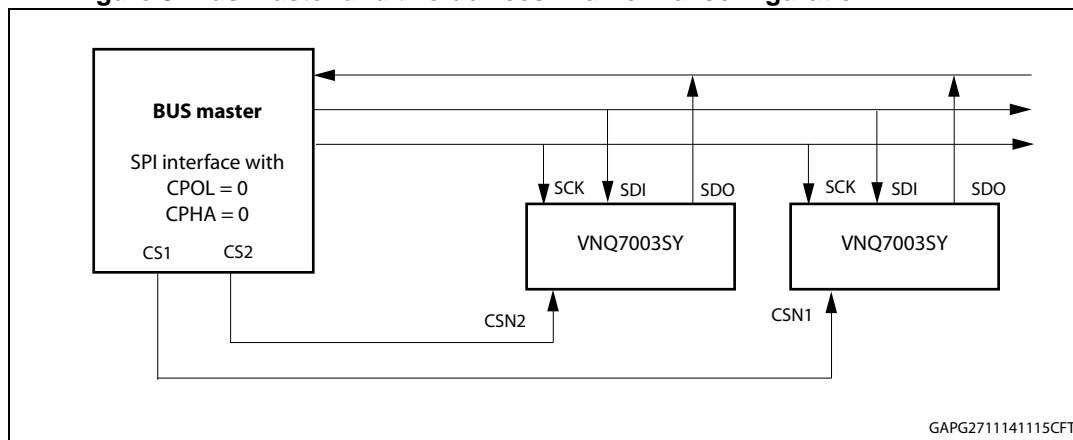 BUS master
SPI interface with
CPOL = 0
CPHA = 0
CS1 CS2
SCK SDI SDO
VNQ7003SY
CSN2
SCK SDI SDO
VNQ7003SY
CSN1
GAPG2711141115CFT